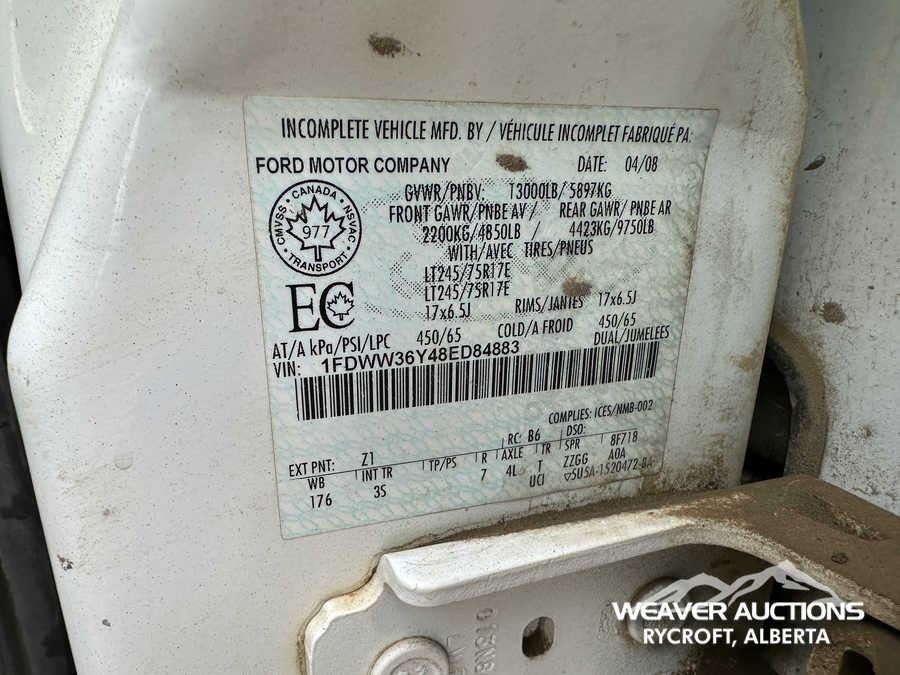 INCOMPLETE VEHICLE MFD. BY / VÉHICULE INCOMPLET FABRIQUÉ PA
FORD MOTOR COMPANY DATE: 04/08
GVWR/PNBV: 13000LB/ 5897KG
FRONT GAWR/PNBE AV / REAR GAWR/ PNBE AR
2200KG/4850LB / 4423KG/9750LB
WITH/AVEC TIRES/PNEUS
LT245/75R17E
LT245/75R17E
17x6.5J RIMS/JANTES 17x6.5J
AT/A kPa/PSI/LPC 450/65 COLD/A FROID 450/65
DUAL/JUMELEES
VIN: 1FDWW36Y48ED84883
CANADA
CMVSS NSVAC
977
TRANSPORT
EC
COMPLIES: ICES/NMB-002
EXT PNT: Z1 RC: B6 DSO:
WB INT TR TP/PS R AXLE TR SPR 8F718
176 3S 7 4L T ZZGG A0A
UCI ▽5U5A-1520472-BA
WEAVER AUCTIONS
RYCROFT, ALBERTA